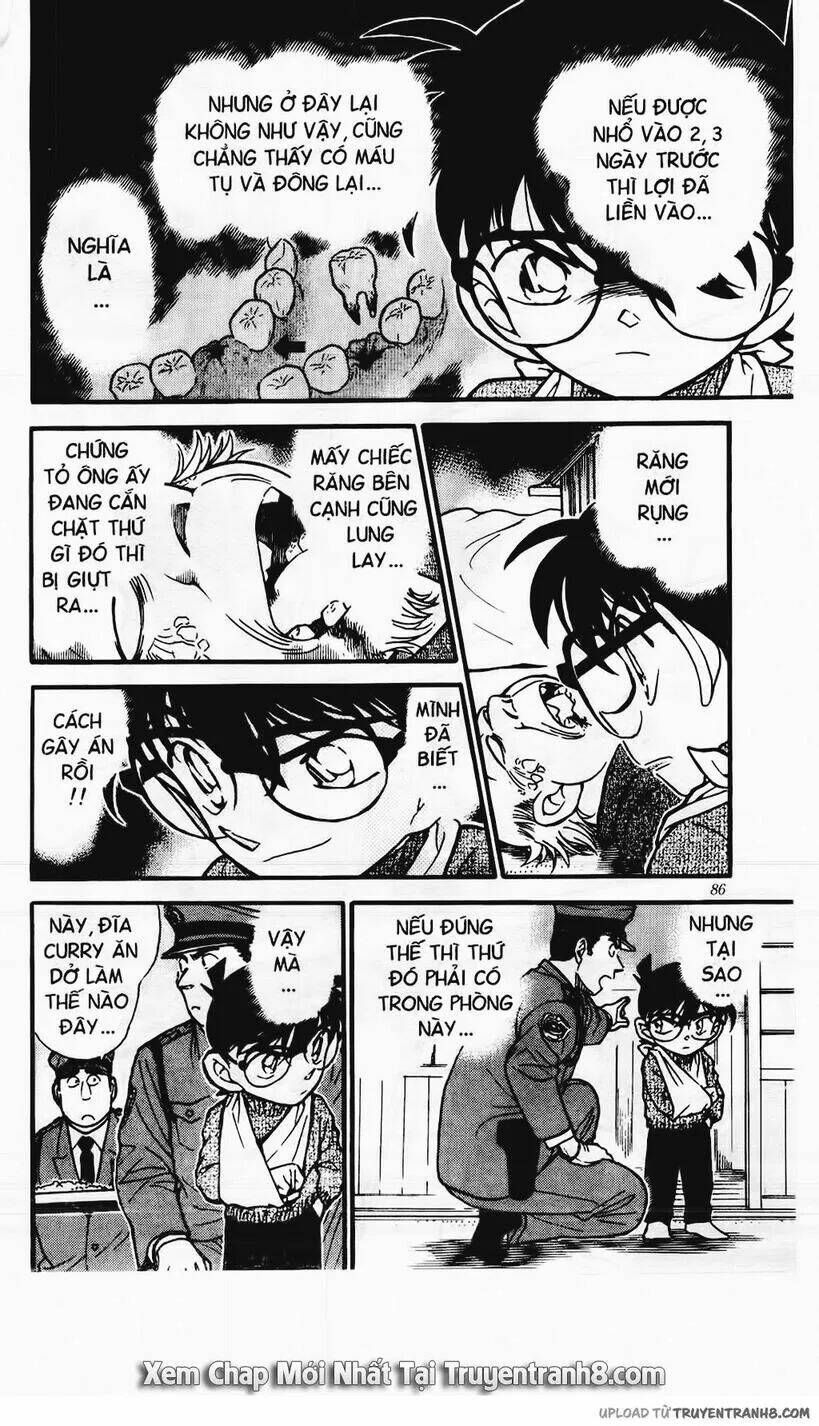 NẾU ĐƯỢC
NHỔ VÀO 2, 3
NGÀY TRƯỚC
THÌ LỢI ĐÃ
LIỀN VÀO...
NHƯNG Ở ĐÂY LẠI
KHÔNG NHƯ VẬY, CŨNG
CHẲNG THẤY CÓ MÁU
TỤ VÀ ĐÔNG LẠI...
NGHĨA
LÀ
...
RĂNG
MỚI
RỤNG
...
MẤY CHIẾC
RĂNG BÊN
CẠNH CŨNG
LUNG
LAY...
CHỨNG
TỎ ÔNG ẤY
ĐANG CẮN
CHẶT THỨ
GÌ ĐÓ THÌ
BỊ GIỰT
RA...
MÌNH
ĐÃ
BIẾT
...
CÁCH
GÂY ÁN
RỒI
!!
86
NHƯNG
TẠI
SAO
...
NẾU ĐÚNG
THẾ THÌ THỨ
ĐÓ PHẢI CÓ
TRONG PHÒNG
NÀY...
VẬY
MÀ
...
NÀY, ĐĨA
CURRY ĂN
DỞ LÀM
THẾ NÀO
ĐÂY...
Xem Chap Mới Nhất Tại Truyentranh8.com
UPLOAD TỪ TRUYENTRANH8.COM